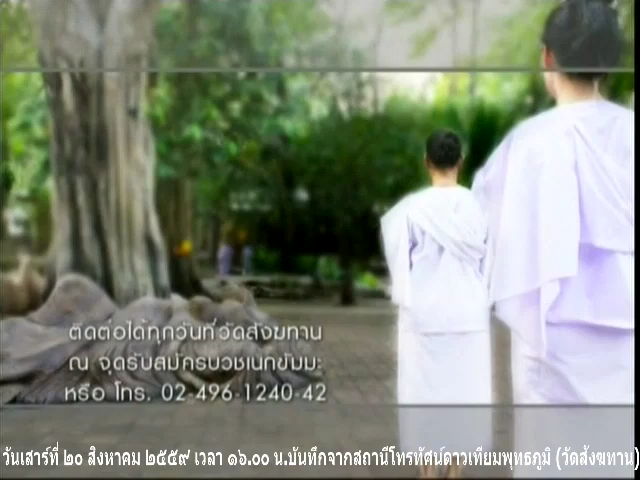 ติดต่อได้ทุกวันที่วัดสังฆทาน
ณ จุดรับสมัครบวชเนกขัมมะ
หรือ โทร. 02-496-1240-42
วันเสาร์ที่ ๒๐ สิงหาคม ๒๕๕๙ เวลา ๑๖.๐๐ น.บันทึกจากสถานีโทรทัศน์ดาวเทียมพุทธภูมิ (วัดสังฆทาน)